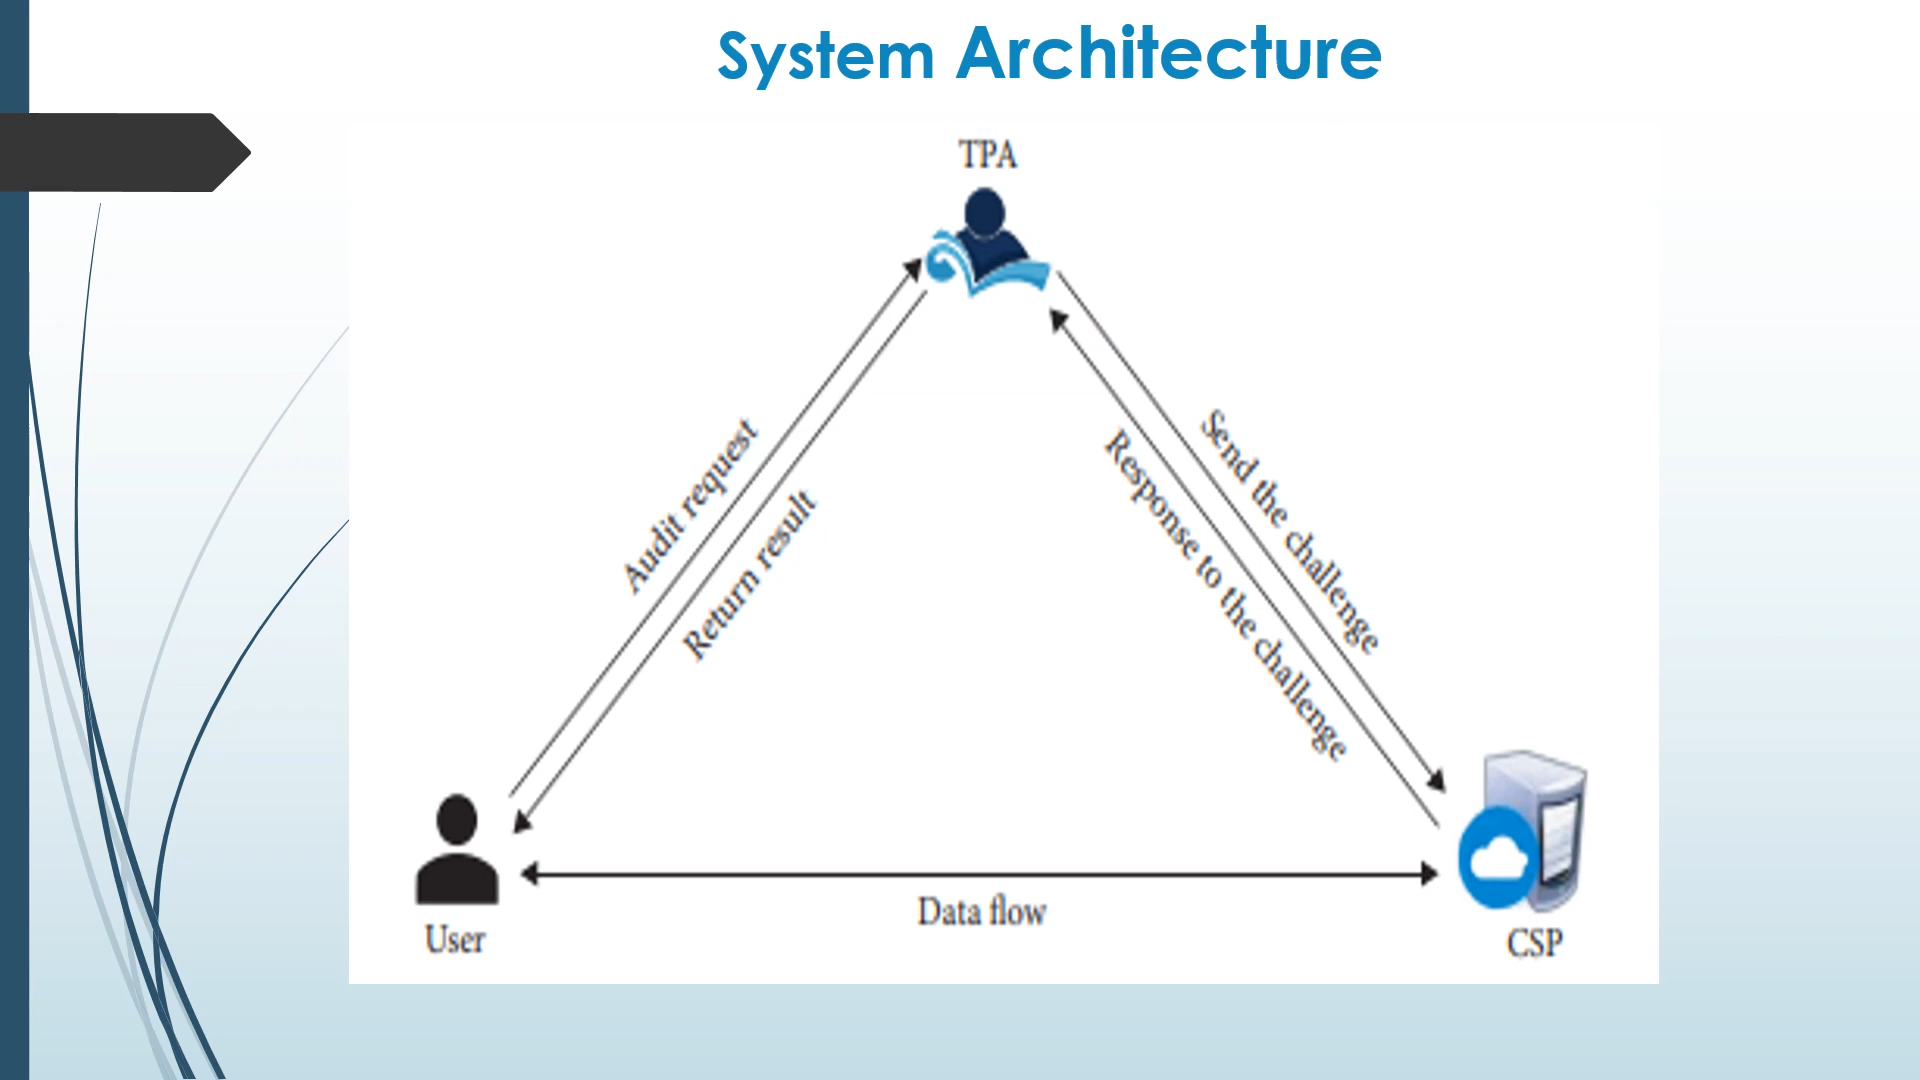 System Architecture
TPA
Audit request
Return result
Send the challenge
Response to the challenge
Data flow
User
CSP